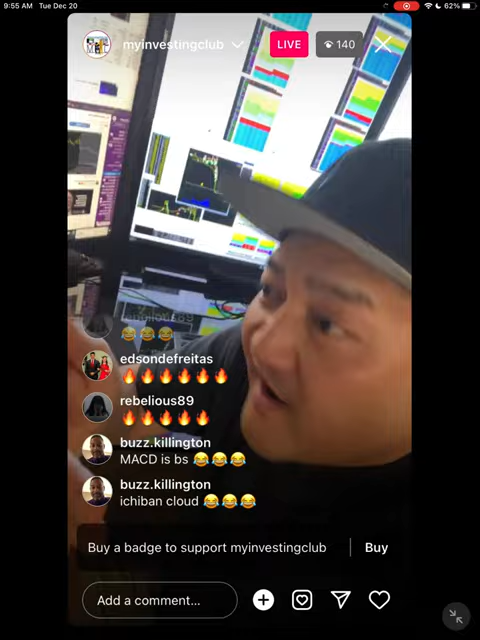 9:55 AM Tue Dec 20
62%
myinvestingclub
LIVE
140
rebelious89
😂😂😂
edsondefreitas
🔥🔥🔥🔥🔥🔥
rebelious89
🔥🔥🔥🔥🔥
buzz.killington
MACD is bs 😂😂😂
buzz.killington
ichiban cloud 😂😂😂
Buy a badge to support myinvestingclub
Buy
Add a comment...